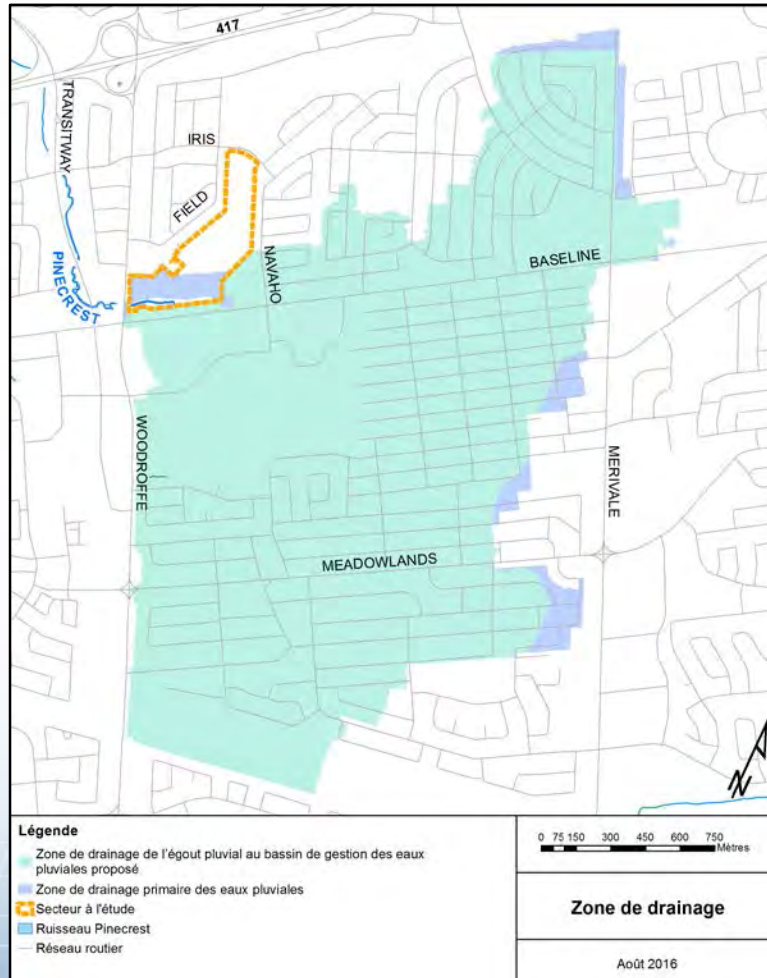 417
TRANSITWAY
IRIS
FIELD
NAVAHO
BASELINE
PINECREST
WOODROFFE
MERIVALE
MEADOWLANDS
N
Légende
Zone de drainage de l'égout pluvial au bassin de gestion des eaux
pluviales proposé
Zone de drainage primaire des eaux pluviales
Secteur à l'étude
Ruisseau Pinecrest
Réseau routier
0 75 150 300 450 600 750
Mètres
Zone de drainage
Août 2016